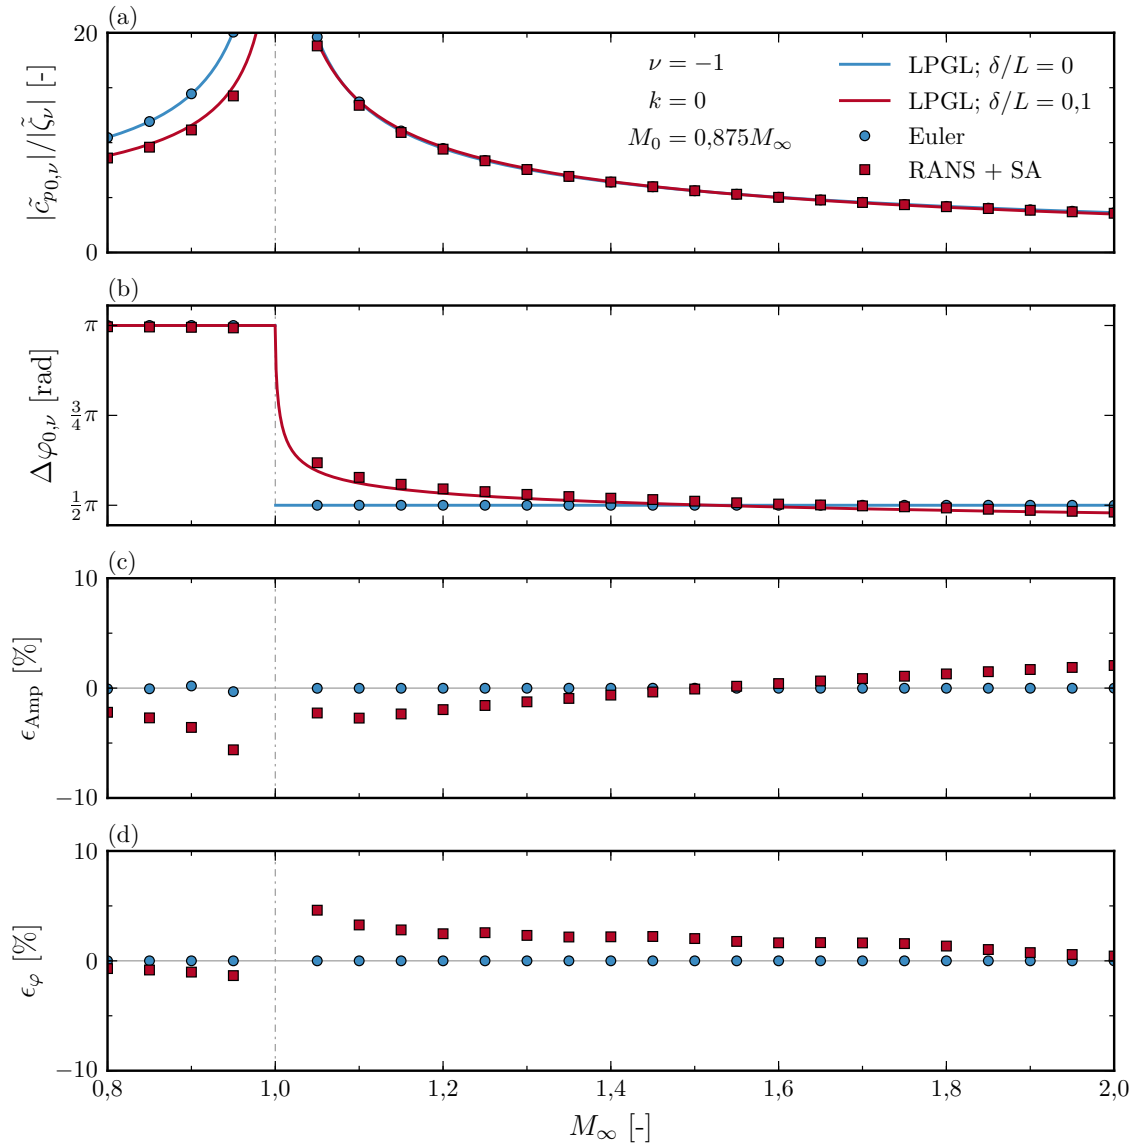 (a)
20
0
|c̃p₀,ν|/|ζ̃ν| [-]
ν = −1
k = 0
M₀ = 0,875M∞
LPGL; δ/L = 0
LPGL; δ/L = 0,1
Euler
RANS + SA
(b)
π
3/4 π
1/2 π
Δφ₀,ν [rad]
(c)
10
0
−10
ϵAmp [%]
(d)
10
0
−10
ϵφ [%]
0,8 1,0 1,2 1,4 1,6 1,8 2,0
M∞ [-]